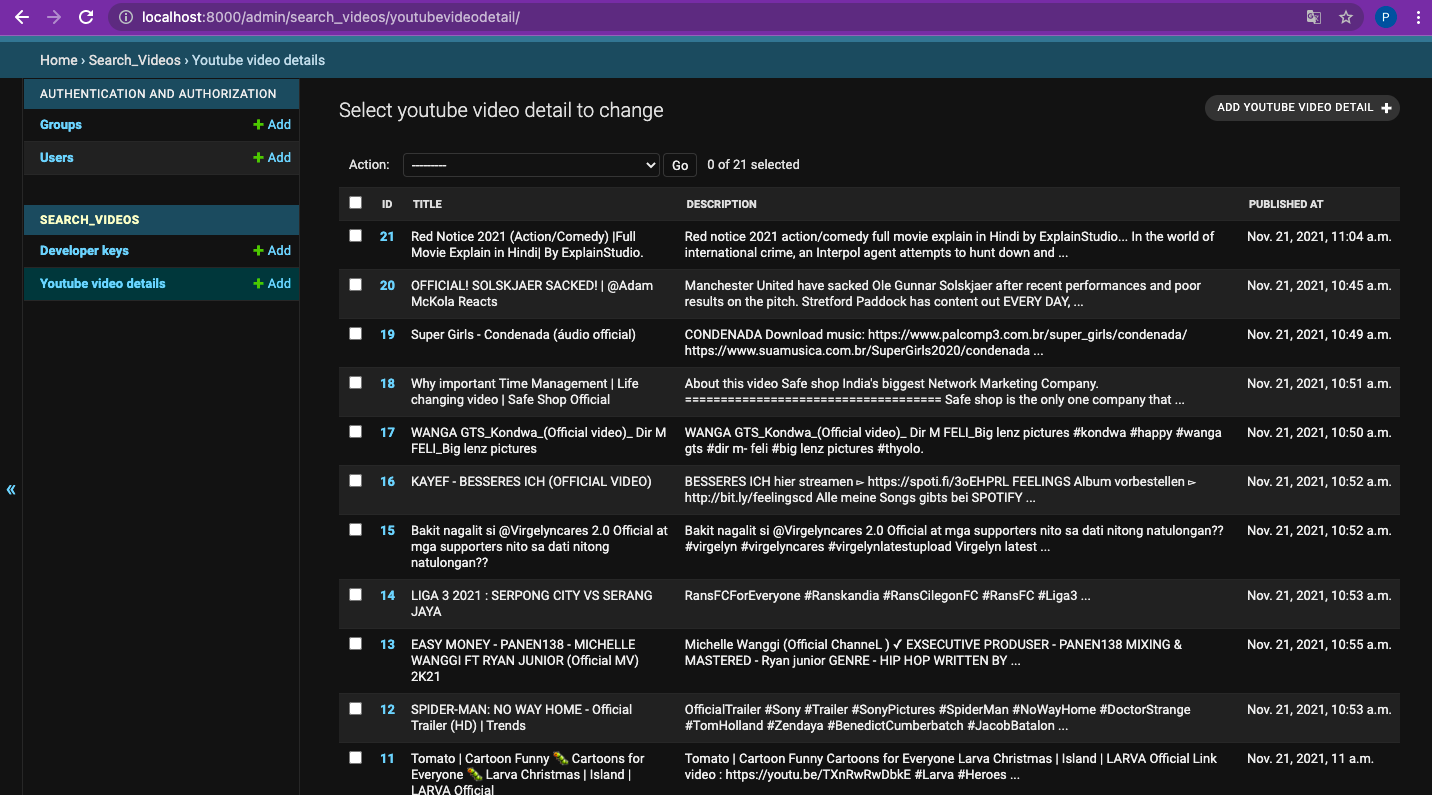 localhost:8000/admin/search_videos/youtubevideodetail/
P
Home › Search_Videos › Youtube video details
AUTHENTICATION AND AUTHORIZATION
Groups + Add
Users + Add
SEARCH_VIDEOS
Developer keys + Add
Youtube video details + Add
«
Select youtube video detail to change
ADD YOUTUBE VIDEO DETAIL +
Action: --------- Go 0 of 21 selected
ID TITLE DESCRIPTION PUBLISHED AT
21 Red Notice 2021 (Action/Comedy) |Full Red notice 2021 action/comedy full movie explain in Hindi by ExplainStudio... In the world of Nov. 21, 2021, 11:04 a.m.
Movie Explain in Hindi| By ExplainStudio. international crime, an Interpol agent attempts to hunt down and ...
20 OFFICIAL! SOLSKJAER SACKED! | @Adam Manchester United have sacked Ole Gunnar Solskjaer after recent performances and poor Nov. 21, 2021, 10:45 a.m.
McKola Reacts results on the pitch. Stretford Paddock has content out EVERY DAY, ...
19 Super Girls - Condenada (áudio official) CONDENADA Download music: https://www.palcomp3.com.br/super_girls/condenada/ Nov. 21, 2021, 10:49 a.m.
https://www.suamusica.com.br/SuperGirls2020/condenada ...
18 Why important Time Management | Life About this video Safe shop India's biggest Network Marketing Company. Nov. 21, 2021, 10:51 a.m.
changing video | Safe Shop Official ==================================== Safe shop is the only one company that ...
17 WANGA GTS_Kondwa_(Official video)_ Dir M WANGA GTS_Kondwa_(Official video)_ Dir M FELI_Big lenz pictures #kondwa #happy #wanga Nov. 21, 2021, 10:50 a.m.
FELI_Big lenz pictures gts #dir m- feli #big lenz pictures #thyolo.
16 KAYEF - BESSERES ICH (OFFICIAL VIDEO) BESSERES ICH hier streamen ▻ https://spoti.fi/3oEHPRL FEELINGS Album vorbestellen ▻ Nov. 21, 2021, 10:52 a.m.
http://bit.ly/feelingscd Alle meine Songs gibts bei SPOTIFY ...
15 Bakit nagalit si @Virgelyncares 2.0 Official at Bakit nagalit si @Virgelyncares 2.0 Official at mga supporters nito sa dati nitong natulongan?? Nov. 21, 2021, 10:52 a.m.
mga supporters nito sa dati nitong #virgelyn #virgelyncares #virgelynlatestupload Virgelyn latest ...
natulongan??
14 LIGA 3 2021 : SERPONG CITY VS SERANG RansFCForEveryone #Ranskandia #RansCilegonFC #RansFC #Liga3 ... Nov. 21, 2021, 10:53 a.m.
JAYA
13 EASY MONEY - PANEN138 - MICHELLE Michelle Wanggi (Official ChanneL ) ✓ EXSECUTIVE PRODUSER - PANEN138 MIXING & Nov. 21, 2021, 10:55 a.m.
WANGGI FT RYAN JUNIOR (Official MV) MASTERED - Ryan junior GENRE - HIP HOP WRITTEN BY ...
2K21
12 SPIDER-MAN: NO WAY HOME - Official OfficialTrailer #Sony #Trailer #SonyPictures #SpiderMan #NoWayHome #DoctorStrange Nov. 21, 2021, 10:53 a.m.
Trailer (HD) | Trends #TomHolland #Zendaya #BenedictCumberbatch #JacobBatalon ...
11 Tomato | Cartoon Funny 🐛 Cartoons for Tomato | Cartoon Funny Cartoons for Everyone Larva Christmas | Island | LARVA Official Link Nov. 21, 2021, 11 a.m.
Everyone 🐛 Larva Christmas | Island | video : https://youtu.be/TXnRwRwDbkE #Larva #Heroes ...
LARVA Official